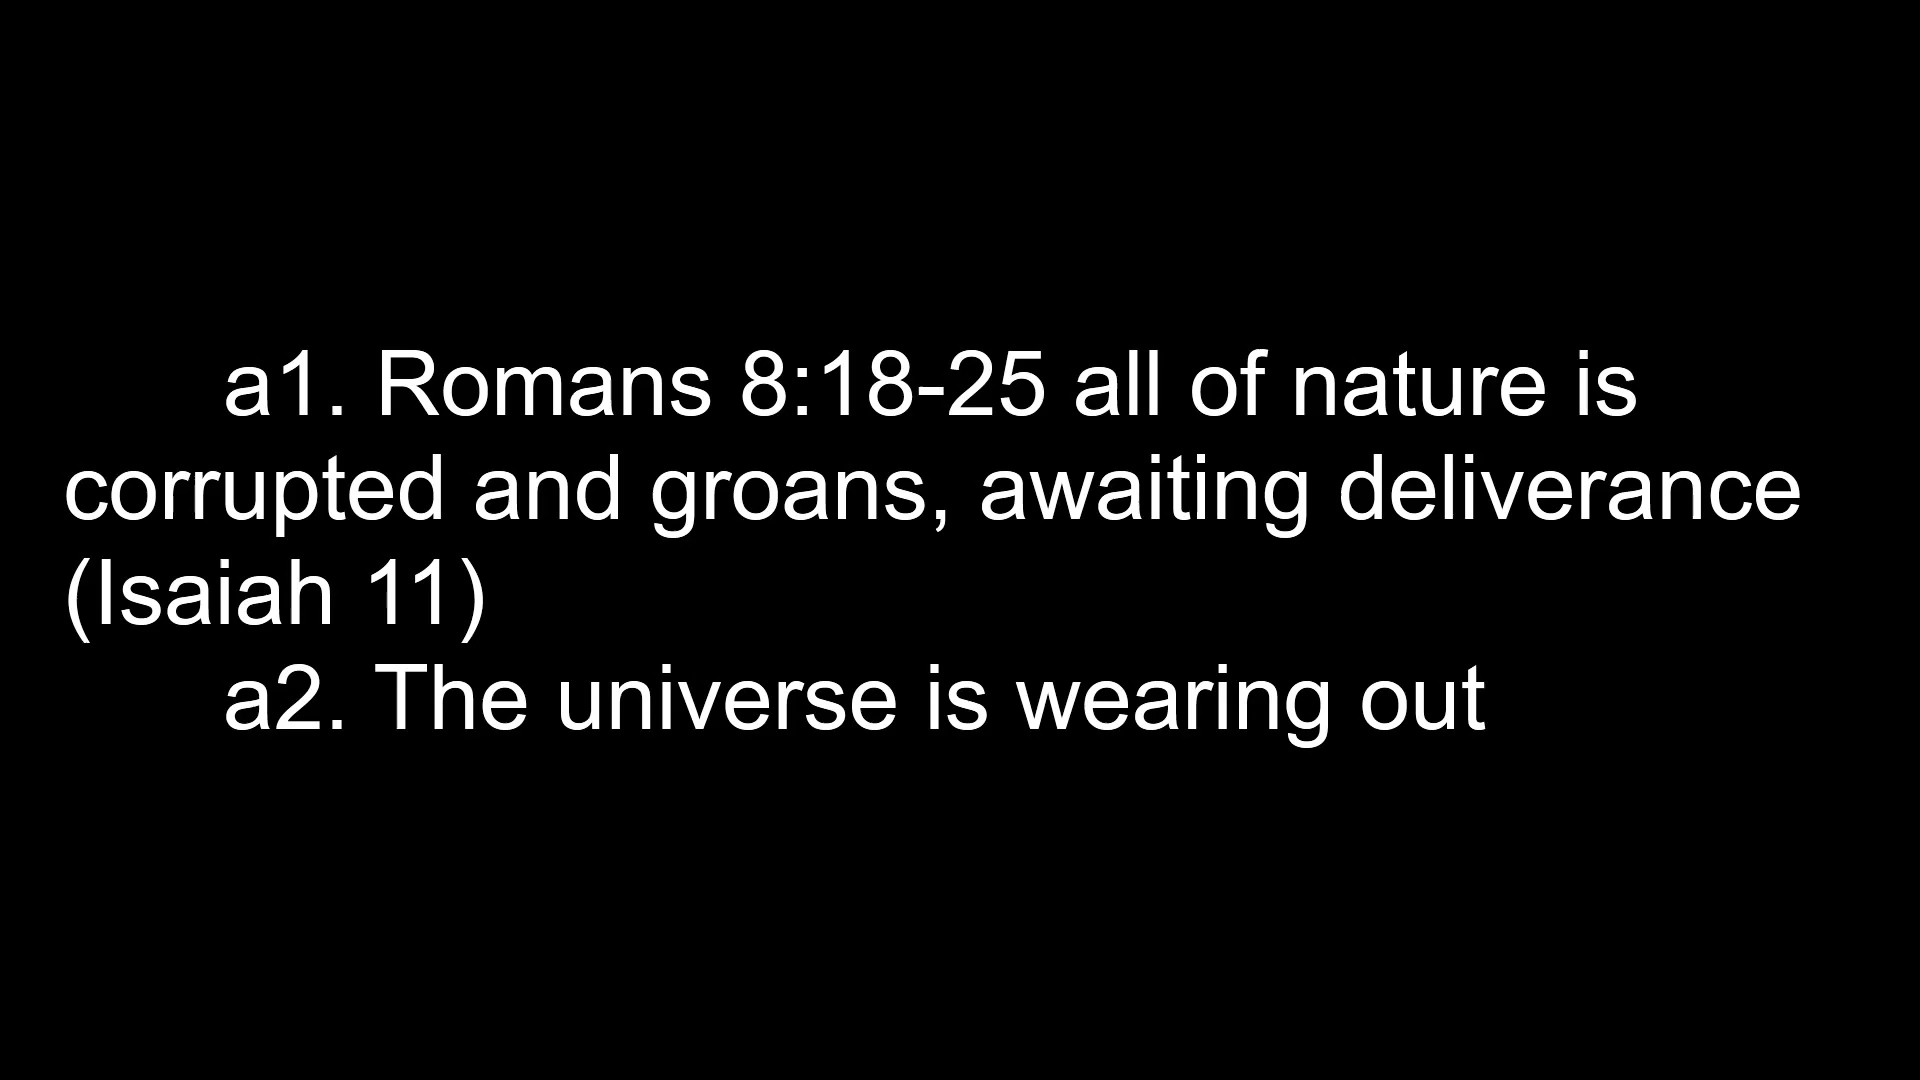 a1. Romans 8:18-25 all of nature is
corrupted and groans, awaiting deliverance
(Isaiah 11)
a2. The universe is wearing out